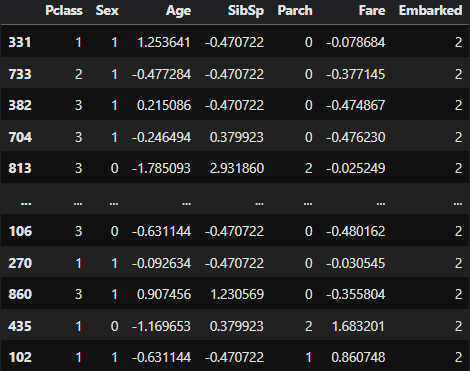 Pclass Sex Age SibSp Parch Fare Embarked
331 1 1 1.253641 -0.470722 0 -0.078684 2
733 2 1 -0.477284 -0.470722 0 -0.377145 2
382 3 1 0.215086 -0.470722 0 -0.474867 2
704 3 1 -0.246494 0.379923 0 -0.476230 2
813 3 0 -1.785093 2.931860 2 -0.025249 2
... ... ... ... ... ... ... ...
106 3 0 -0.631144 -0.470722 0 -0.480162 2
270 1 1 -0.092634 -0.470722 0 -0.030545 2
860 3 1 0.907456 1.230569 0 -0.355804 2
435 1 0 -1.169653 0.379923 2 1.683201 2
102 1 1 -0.631144 -0.470722 1 0.860748 2